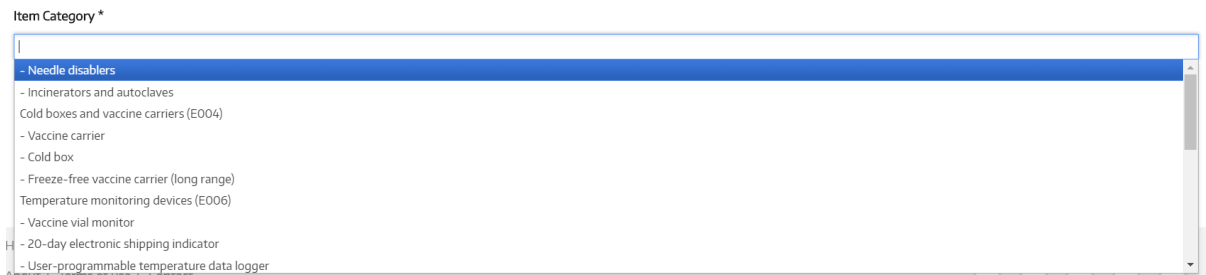 Item Category *
- Needle disablers
- Incinerators and autoclaves
Cold boxes and vaccine carriers (E004)
- Vaccine carrier
- Cold box
- Freeze-free vaccine carrier (long range)
Temperature monitoring devices (E006)
- Vaccine vial monitor
- 20-day electronic shipping indicator
- User-programmable temperature data logger